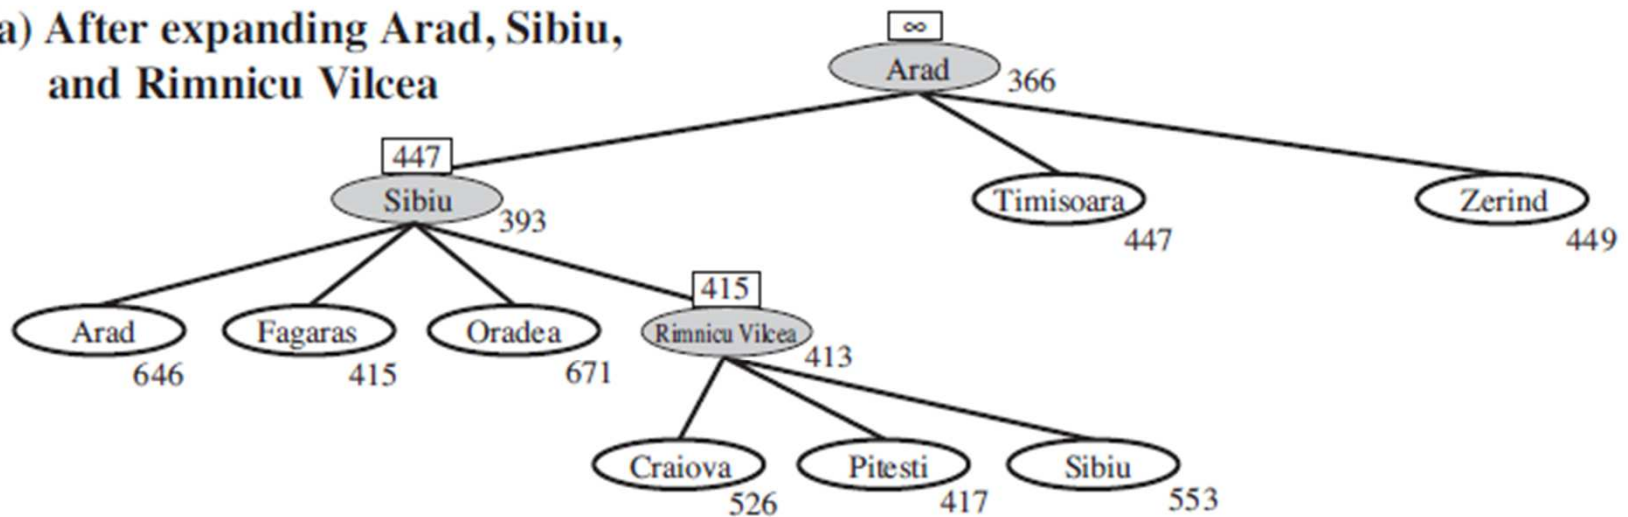 a) After expanding Arad, Sibiu,
and Rimnicu Vilcea
∞
Arad 366
447
Sibiu 393
Timisoara 447
Zerind 449
Arad 646
Fagaras 415
Oradea 671
415
Rimnicu Vilcea 413
Craiova 526
Pitesti 417
Sibiu 553